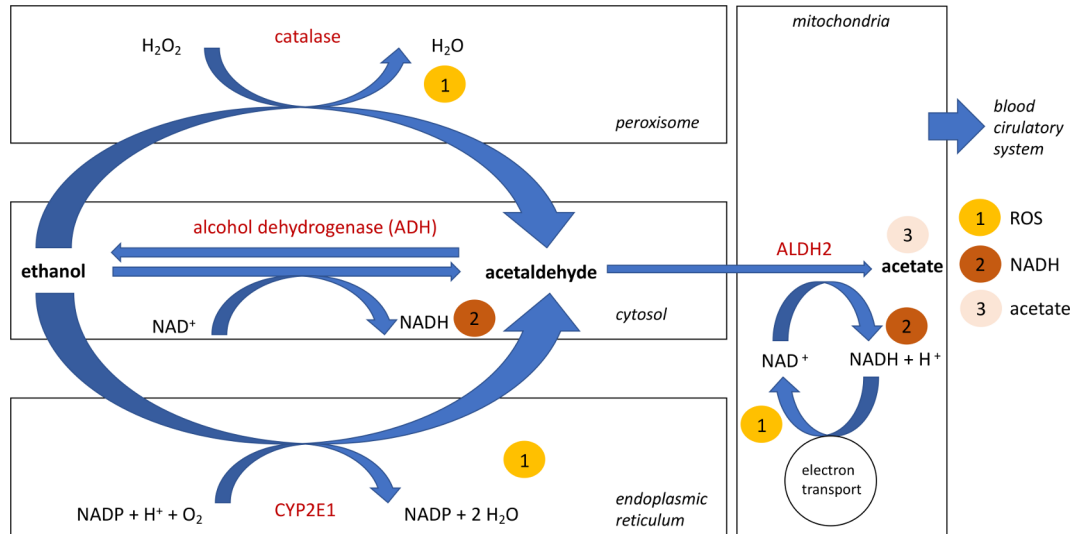 mitochondria
catalase
H₂O₂
H₂O
1
peroxisome
blood
cirulatory
system
alcohol dehydrogenase (ADH)
ethanol
acetaldehyde
ALDH2
3
acetate
1 ROS
2 NADH
3 acetate
NAD⁺
NADH
2
cytosol
2
NAD ⁺
NADH + H ⁺
1
electron
transport
1
NADP + H⁺ + O₂
CYP2E1
NADP + 2 H₂O
endoplasmic
reticulum